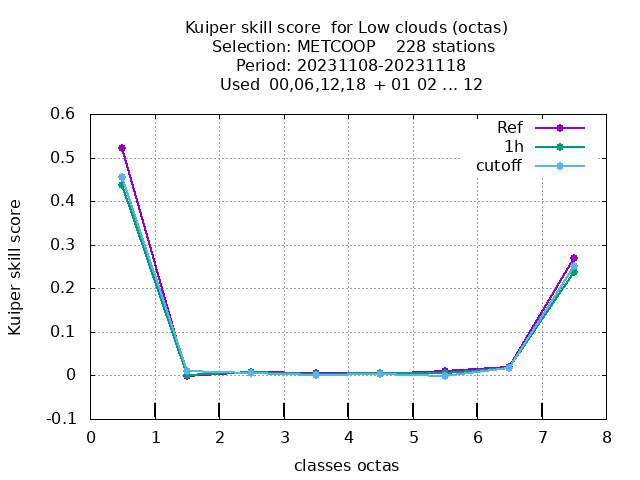 Kuiper skill score for Low clouds (octas)
Selection: METCOOP 228 stations
Period: 20231108-20231118
Used 00,06,12,18 + 01 02 ... 12
Ref
1h
cutoff
0.6
0.5
0.4
0.3
0.2
0.1
0
-0.1
Kuiper skill score
0 1 2 3 4 5 6 7 8
classes octas